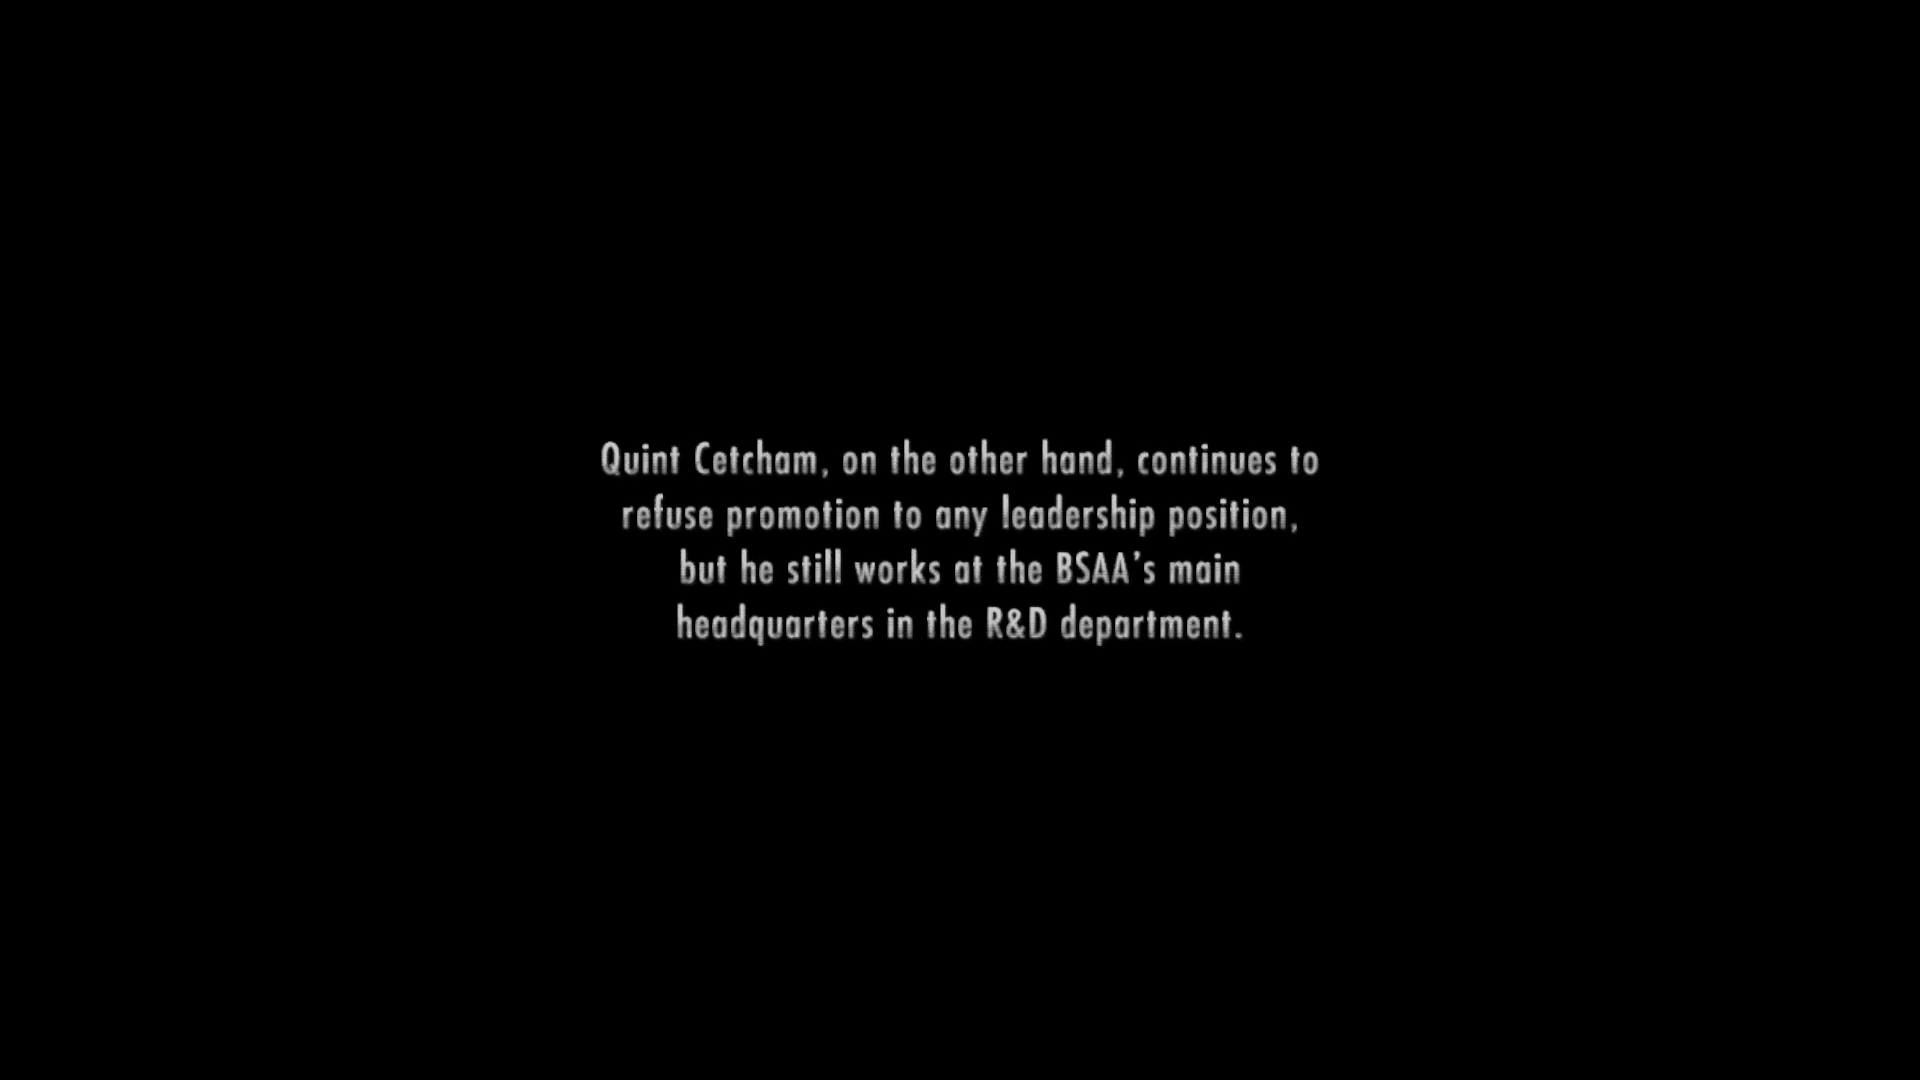 Quint Cetcham, on the other hand, continues to
refuse promotion to any leadership position,
but he still works at the BSAA's main
headquarters in the R&D department.